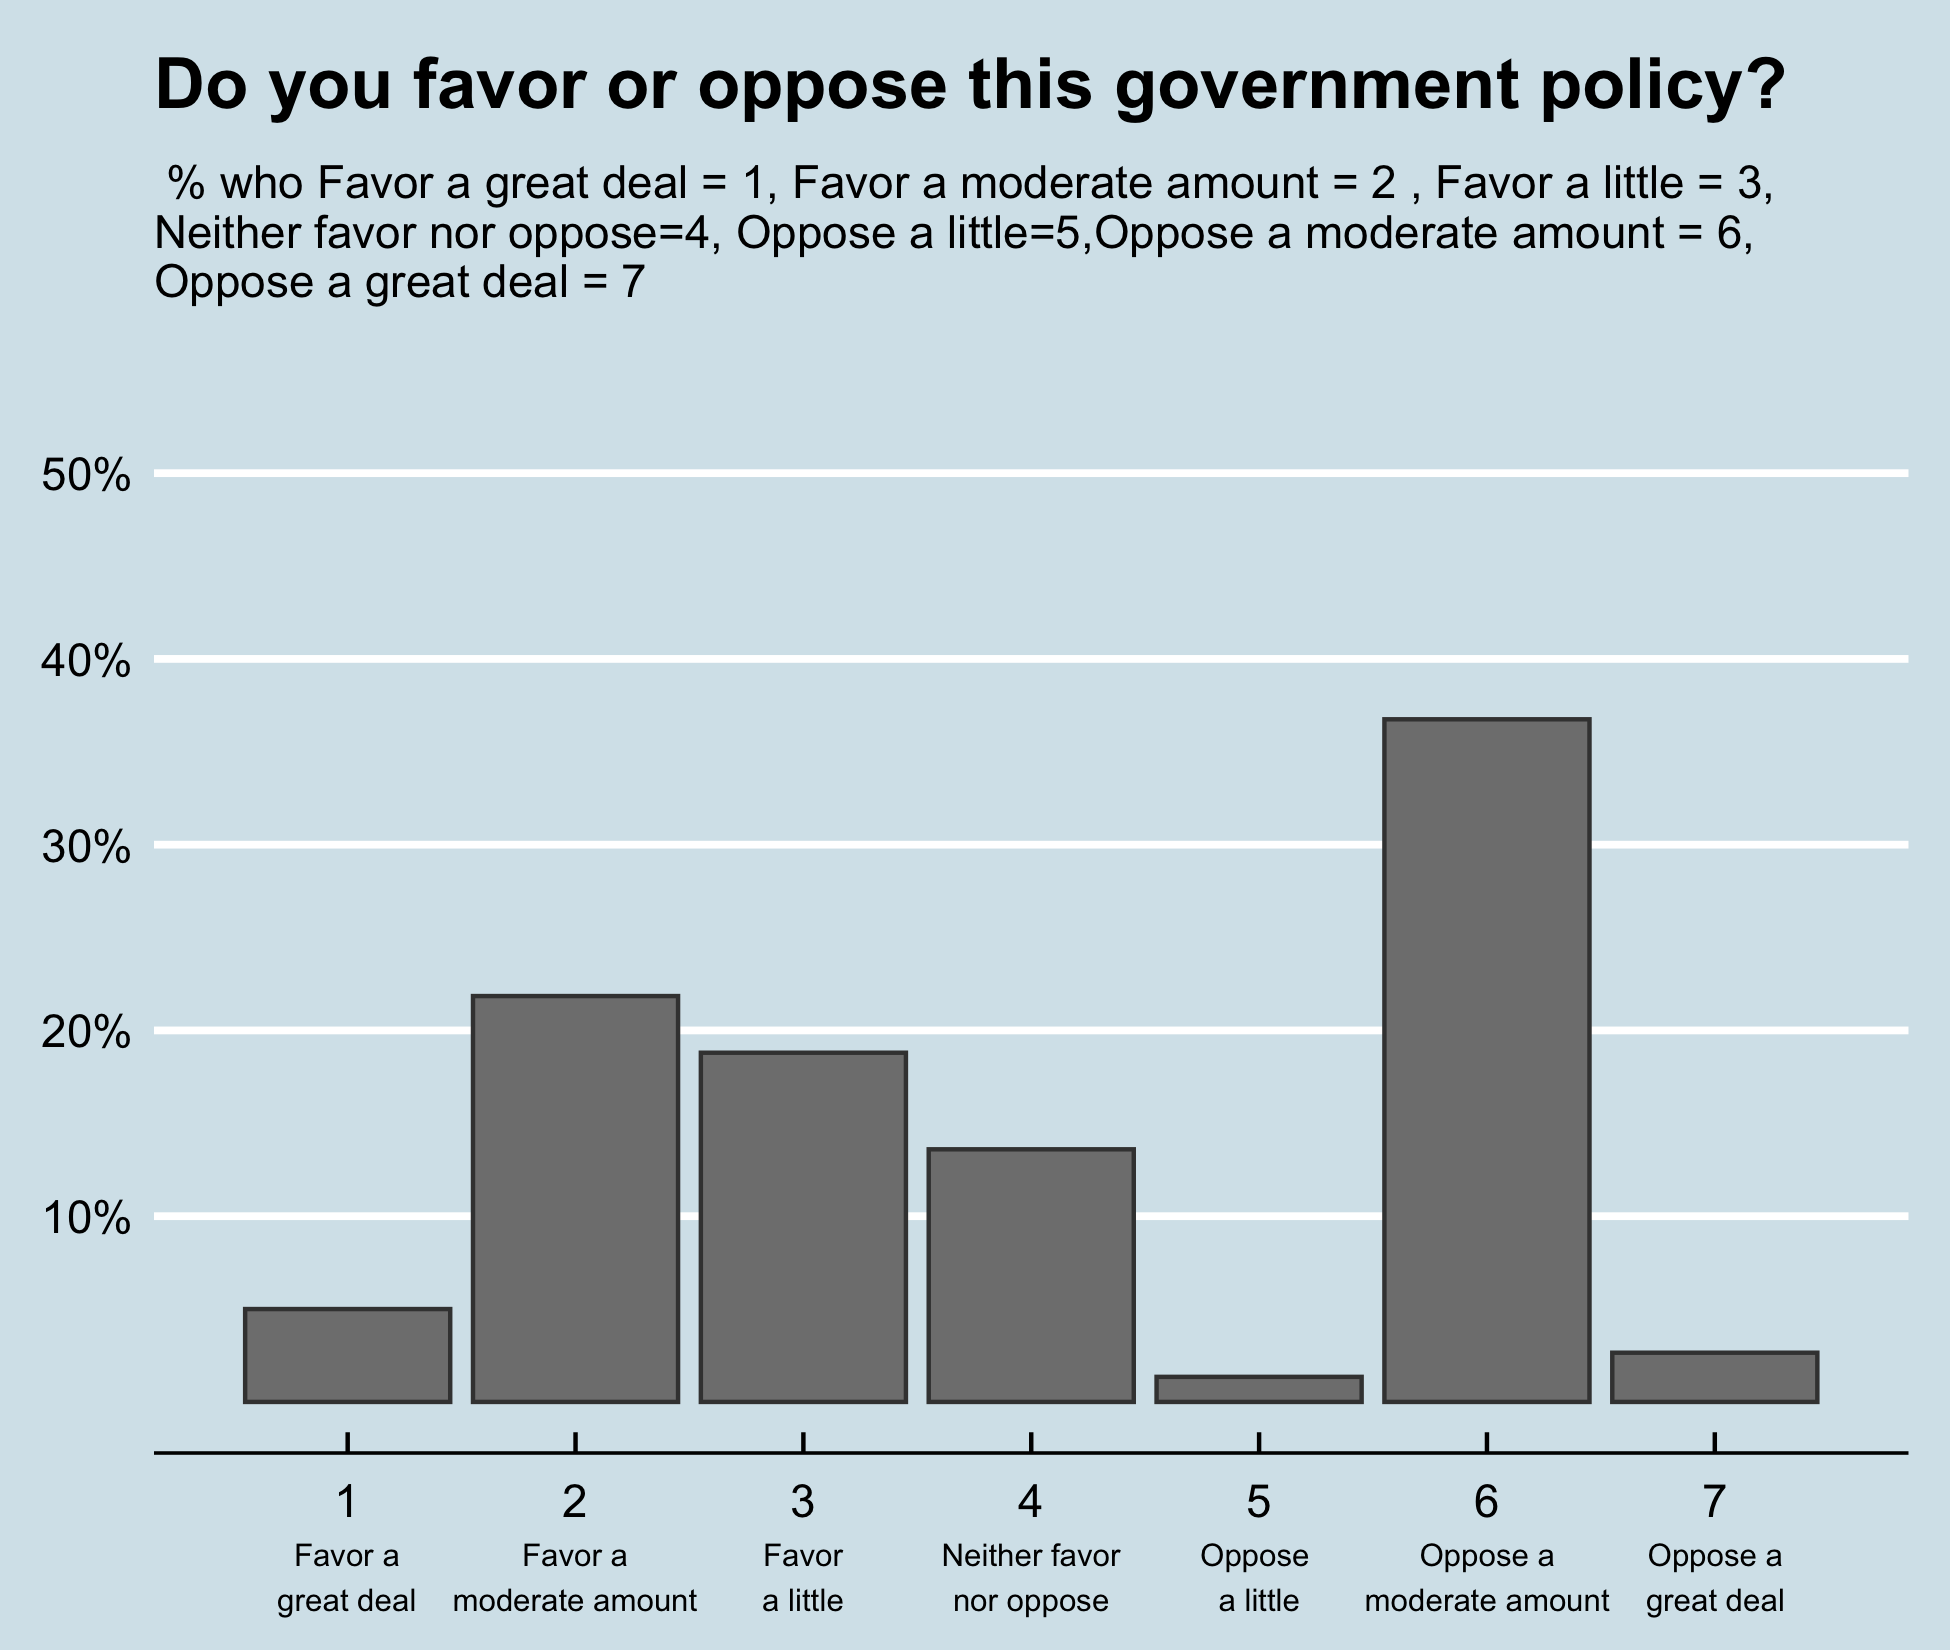 Do you favor or oppose this government policy?
% who Favor a great deal = 1, Favor a moderate amount = 2 , Favor a little = 3,
Neither favor nor oppose=4, Oppose a little=5,Oppose a moderate amount = 6,
Oppose a great deal = 7
50%
40%
30%
20%
10%
1 2 3 4 5 6 7
Favor a Favor a Favor Neither favor Oppose Oppose a Oppose a
great deal moderate amount a little nor oppose a little moderate amount great deal